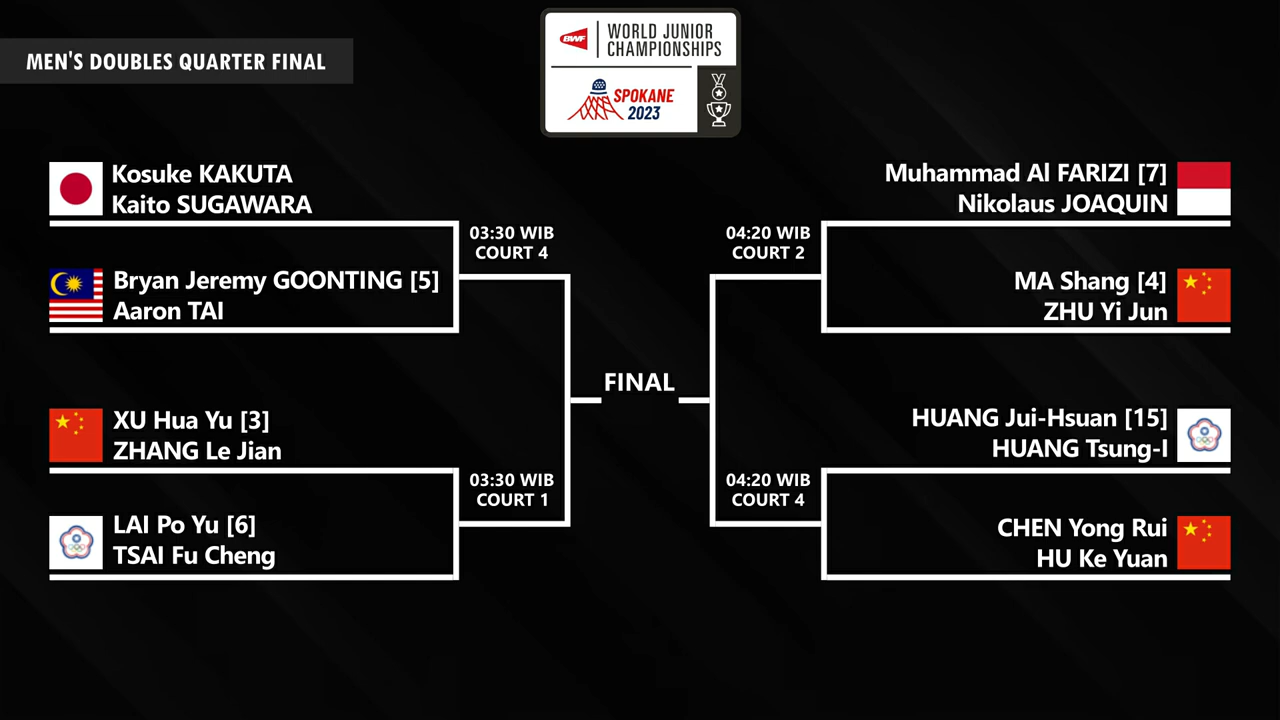 MEN'S DOUBLES QUARTER FINAL
BWF
WORLD JUNIOR
CHAMPIONSHIPS
SPOKANE
2023
Kosuke KAKUTA
Kaito SUGAWARA
03:30 WIB
COURT 4
Bryan Jeremy GOONTING [5]
Aaron TAI
XU Hua Yu [3]
ZHANG Le Jian
03:30 WIB
COURT 1
LAI Po Yu [6]
TSAI Fu Cheng
FINAL
Muhammad Al FARIZI [7]
Nikolaus JOAQUIN
04:20 WIB
COURT 2
MA Shang [4]
ZHU Yi Jun
HUANG Jui-Hsuan [15]
HUANG Tsung-I
04:20 WIB
COURT 4
CHEN Yong Rui
HU Ke Yuan